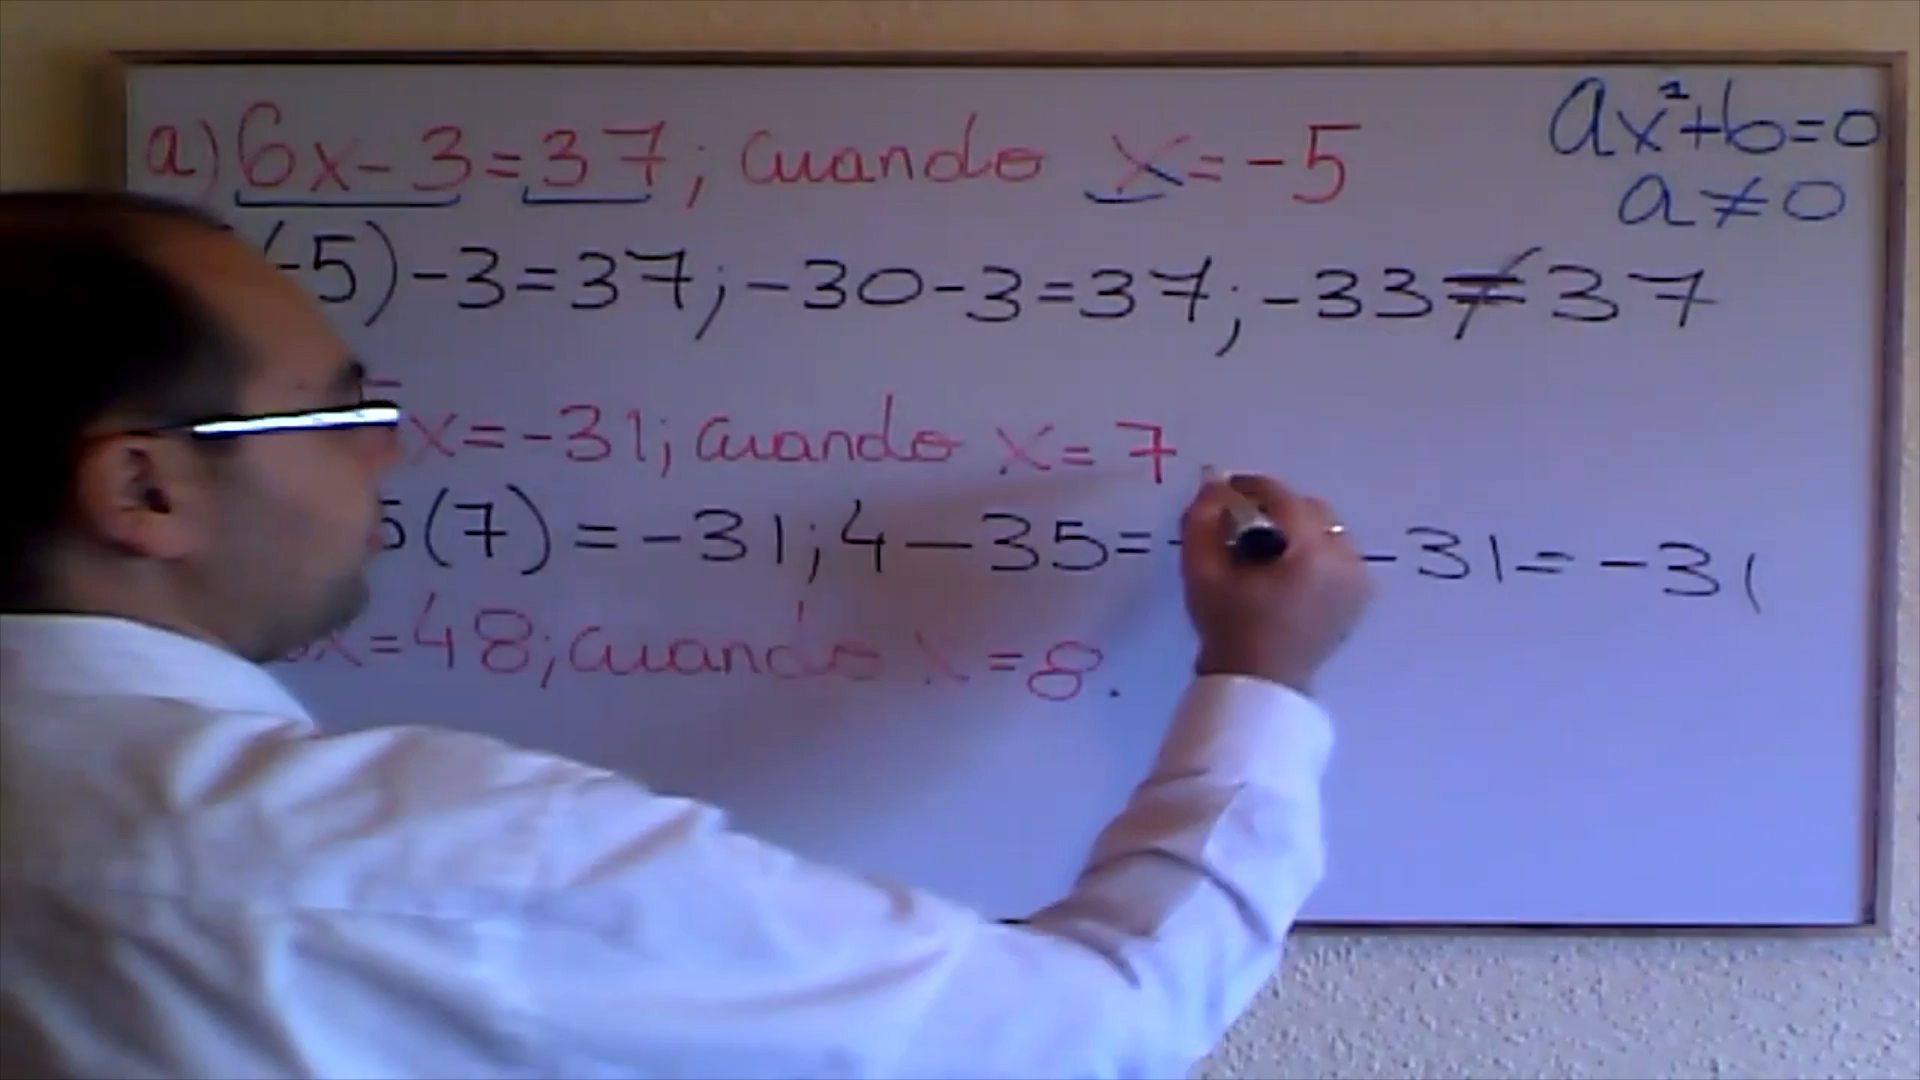 a) 6x-3=37; cuando x=-5
ax²+b=0
a≠0
(-5)-3=37; -30-3=37; -33≠37
x=-31; cuando x=7
5(7)=-31; 4-35= -31=-31
x=48; cuando x=8.